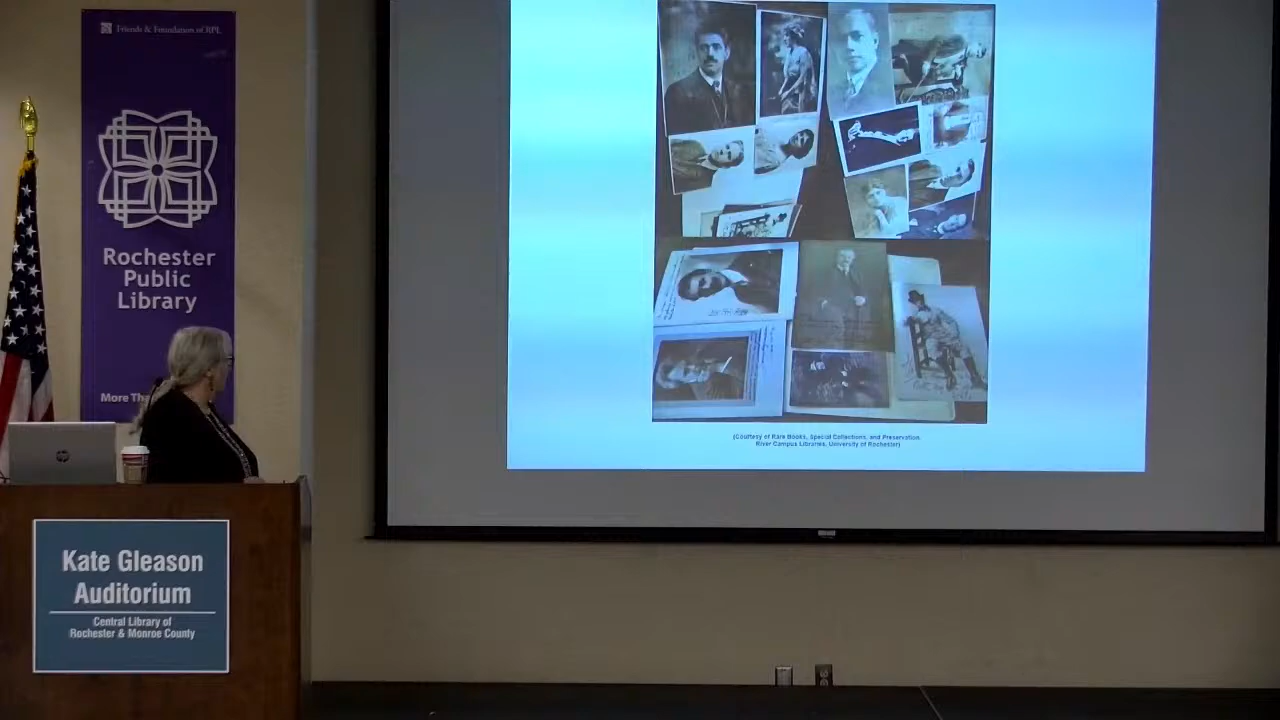 Friends & Foundation of RPL
Rochester
Public
Library
More Tha
Kate Gleason
Auditorium
Central Library of
Rochester & Monroe County
(Courtesy of Rare Books, Special Collections, and Preservation
River Campus Libraries, University of Rochester)